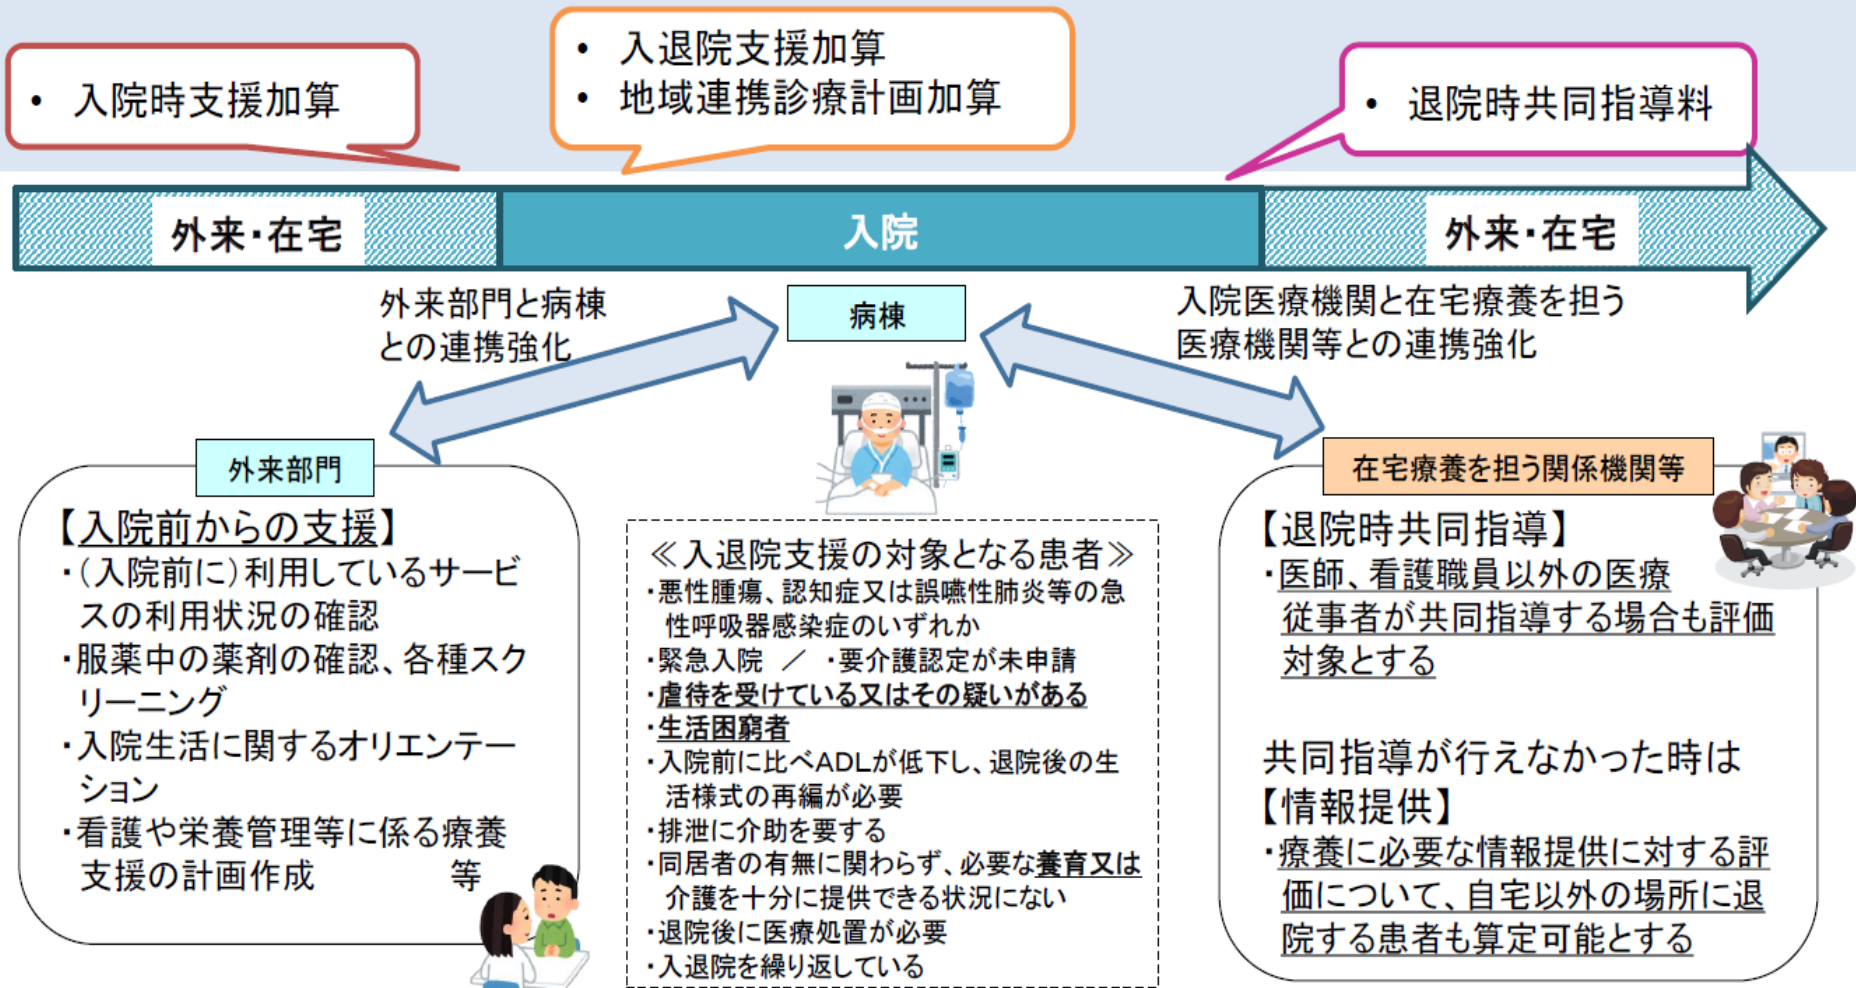 ・ 入院時支援加算
・ 入退院支援加算
・ 地域連携診療計画加算
・ 退院時共同指導料
外来・在宅
入院
外来・在宅
外来部門と病棟
との連携強化
病棟
入院医療機関と在宅療養を担う
医療機関等との連携強化
外来部門
【入院前からの支援】
・（入院前に）利用しているサービ
スの利用状況の確認
・服薬中の薬剤の確認、各種スク
リーニング
・入院生活に関するオリエンテー
ション
・看護や栄養管理等に係る療養
支援の計画作成 等
≪入退院支援の対象となる患者≫
・悪性腫瘍、認知症又は誤嚥性肺炎等の急
性呼吸器感染症のいずれか
・緊急入院 ／ ・要介護認定が未申請
・虐待を受けている又はその疑いがある
・生活困窮者
・入院前に比べADLが低下し、退院後の生
活様式の再編が必要
・排泄に介助を要する
・同居者の有無に関わらず、必要な養育又は
介護を十分に提供できる状況にない
・退院後に医療処置が必要
・入退院を繰り返している
在宅療養を担う関係機関等
【退院時共同指導】
・医師、看護職員以外の医療
従事者が共同指導する場合も評価
対象とする
共同指導が行えなかった時は
【情報提供】
・療養に必要な情報提供に対する評
価について、自宅以外の場所に退
院する患者も算定可能とする